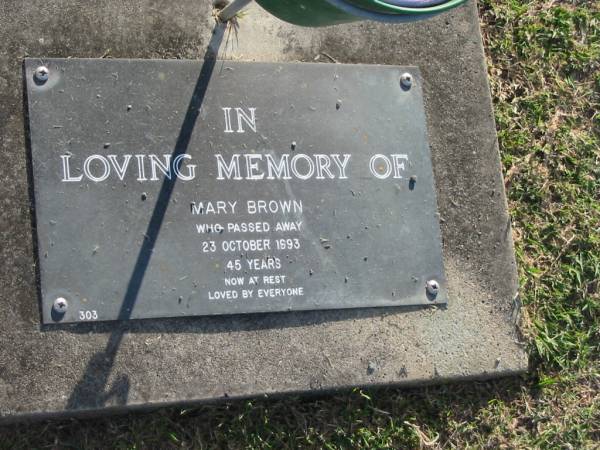 IN
LOVING MEMORY OF
MARY BROWN
WHO PASSED AWAY
23 OCTOBER 1993
45 YEARS
NOW AT REST
LOVED BY EVERYONE
303